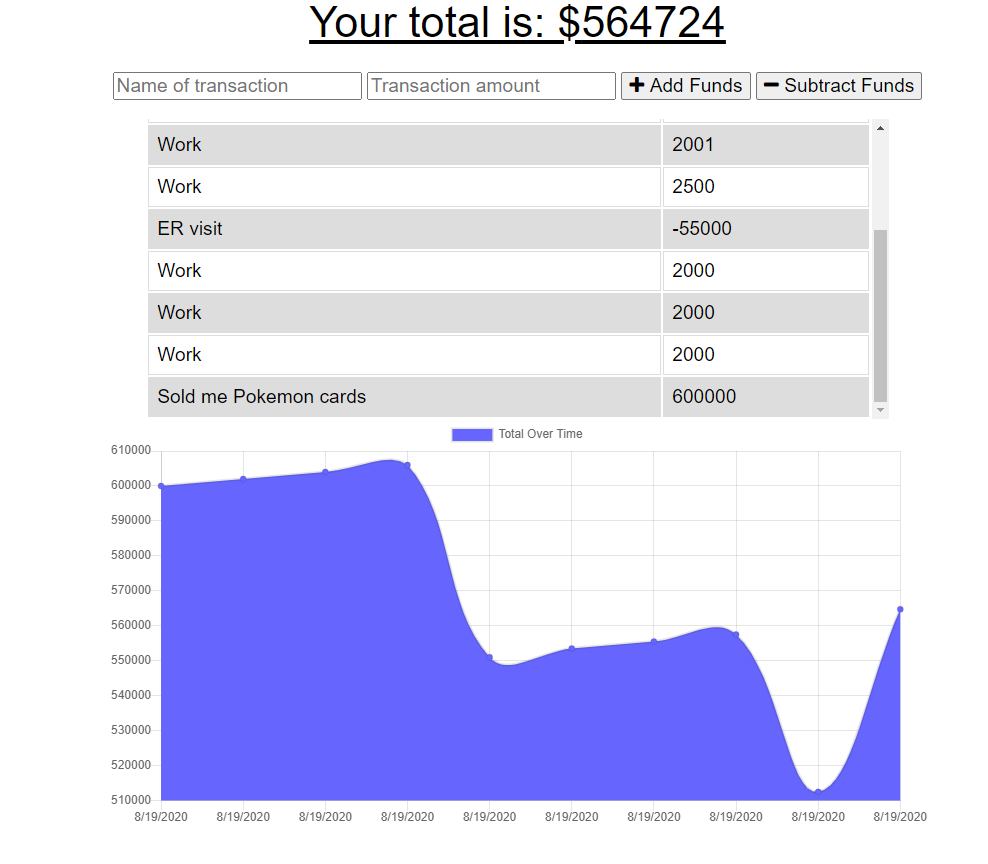 Your total is: $564724
Name of transaction Transaction amount + Add Funds − Subtract Funds
Work 2001
Work 2500
ER visit -55000
Work 2000
Work 2000
Work 2000
Sold me Pokemon cards 600000
Total Over Time
610000
600000
590000
580000
570000
560000
550000
540000
530000
520000
510000
8/19/2020 8/19/2020 8/19/2020 8/19/2020 8/19/2020 8/19/2020 8/19/2020 8/19/2020 8/19/2020 8/19/2020